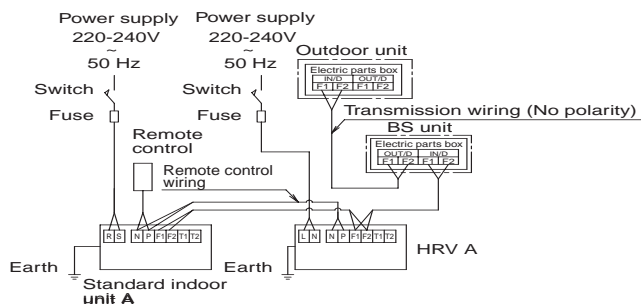 Power supply
220-240V
~
50 Hz
Power supply
220-240V
~
50 Hz
Outdoor unit
Electric parts box
IN/D OUT/D
F1 F2 F1 F2
Switch
Fuse
Switch
Fuse
Transmission wiring (No polarity)
BS unit
Electric parts box
OUT/D IN/D
F1 F2 F1 F2
Remote
control
Remote control
wiring
R S N P F1 F2 T1 T2
L N N P F1 F2 T1 T2
HRV A
Earth
Earth
Standard indoor
unit A